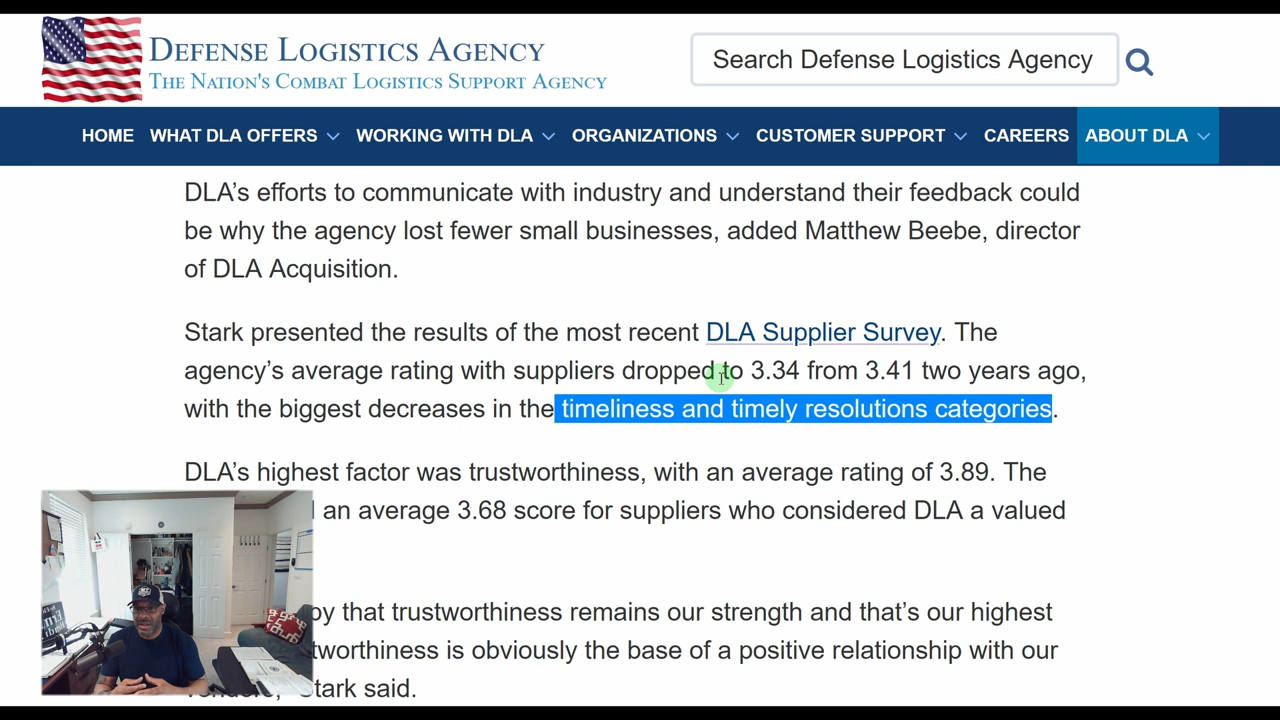 DEFENSE LOGISTICS AGENCY
THE NATION'S COMBAT LOGISTICS SUPPORT AGENCY
Search Defense Logistics Agency
HOME WHAT DLA OFFERS WORKING WITH DLA ORGANIZATIONS CUSTOMER SUPPORT CAREERS ABOUT DLA
DLA’s efforts to communicate with industry and understand their feedback could
be why the agency lost fewer small businesses, added Matthew Beebe, director
of DLA Acquisition.
Stark presented the results of the most recent DLA Supplier Survey. The
agency’s average rating with suppliers dropped to 3.34 from 3.41 two years ago,
with the biggest decreases in the timeliness and timely resolutions categories.
DLA’s highest factor was trustworthiness, with an average rating of 3.89. The
an average 3.68 score for suppliers who considered DLA a valued
that trustworthiness remains our strength and that’s our highest
is obviously the base of a positive relationship with our
Stark said.